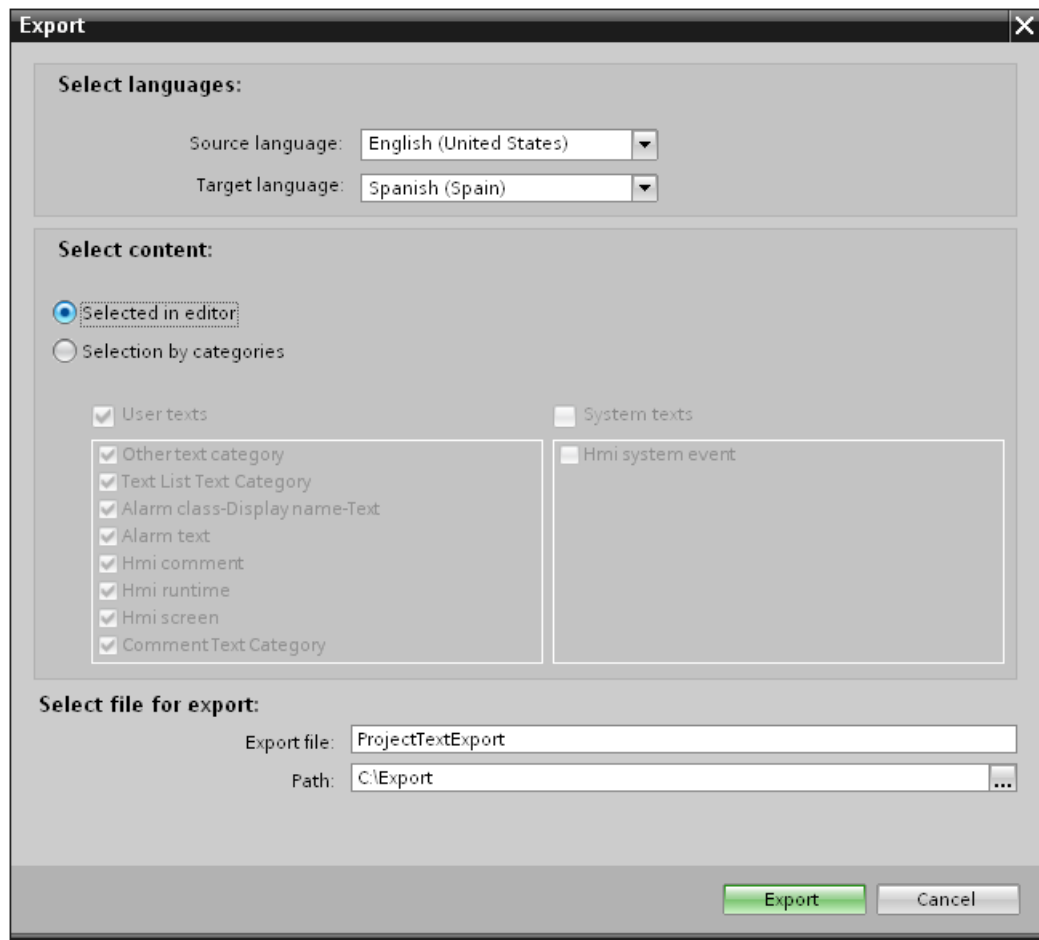 Export
Select languages:
Source language: English (United States)
Target language: Spanish (Spain)
Select content:
Selected in editor
Selection by categories
User texts
Other text category
Text List Text Category
Alarm class-Display name-Text
Alarm text
Hmi comment
Hmi runtime
Hmi screen
Comment Text Category
System texts
Hmi system event
Select file for export:
Export file: ProjectTextExport
Path: C:\Export ...
Export Cancel